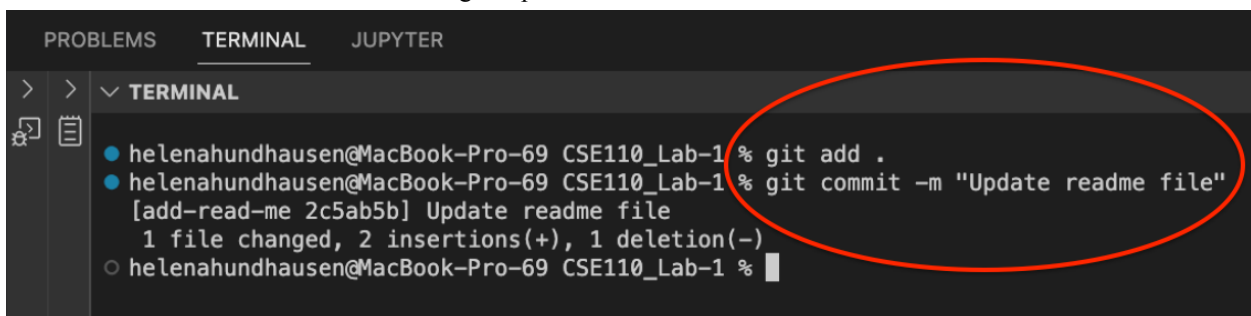 PROBLEMS TERMINAL JUPYTER
TERMINAL
helenahundhausen@MacBook-Pro-69 CSE110_Lab-1 % git add .
helenahundhausen@MacBook-Pro-69 CSE110_Lab-1 % git commit -m "Update readme file"
[add-read-me 2c5ab5b] Update readme file
1 file changed, 2 insertions(+), 1 deletion(-)
helenahundhausen@MacBook-Pro-69 CSE110_Lab-1 %